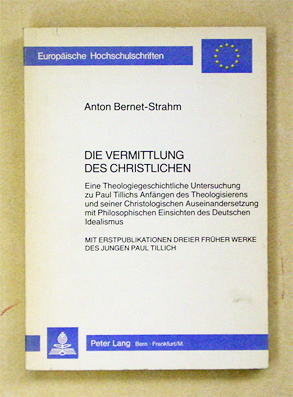 Europäische Hochschulschriften
Anton Bernet-Strahm
DIE VERMITTLUNG
DES CHRISTLICHEN
Eine Theologiegeschichtliche Untersuchung
zu Paul Tillichs Anfängen des Theologisierens
und seiner Christologischen Auseinandersetzung
mit Philosophischen Einsichten des Deutschen
Idealismus
MIT ERSTPUBLIKATIONEN DREIER FRÜHER WERKE
DES JUNGEN PAUL TILLICH
Peter Lang Bern · Frankfurt/M.